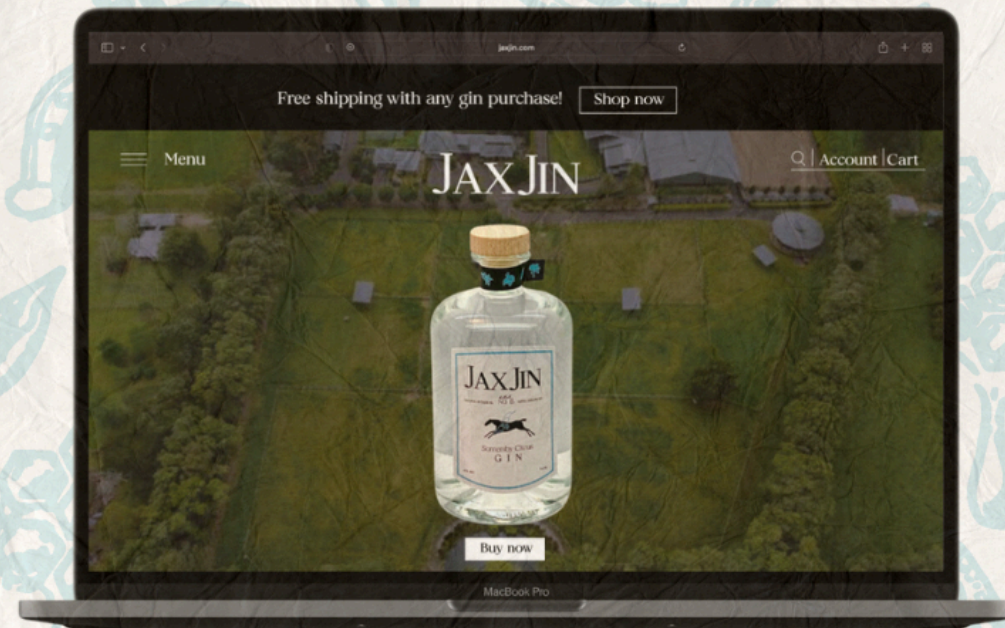 jaxjin.com
Free shipping with any gin purchase!
Shop now
Menu
JAXJIN
Account
Cart
JAXJIN
GIN
Buy now
MacBook Pro